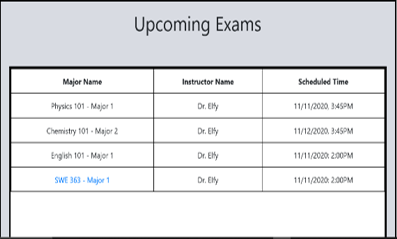 Upcoming Exams
Major Name Instructor Name Scheduled Time
Physics 101 - Major 1 Dr. Elfy 11/11/2020. 3:45PM
Chemistry 101 - Major 2 Dr. Elfy 11/12/2020. 3:45PM
English 101 - Major 1 Dr. Elfy 11/11/2020: 2:00PM
SWE 363 - Major 1 Dr. Elfy 11/11/2020: 2:00PM